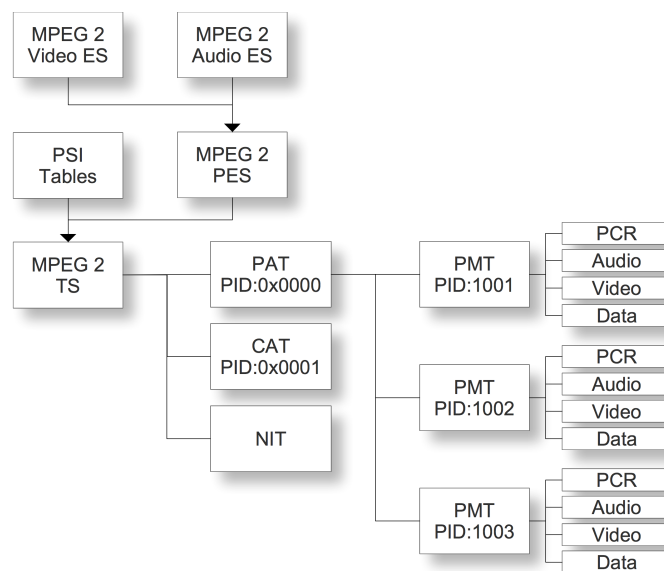 MPEG 2
Video ES
MPEG 2
Audio ES
PSI
Tables
MPEG 2
PES
MPEG 2
TS
PAT
PID:0x0000
CAT
PID:0x0001
NIT
PMT
PID:1001
PCR
Audio
Video
Data
PMT
PID:1002
PCR
Audio
Video
Data
PMT
PID:1003
PCR
Audio
Video
Data